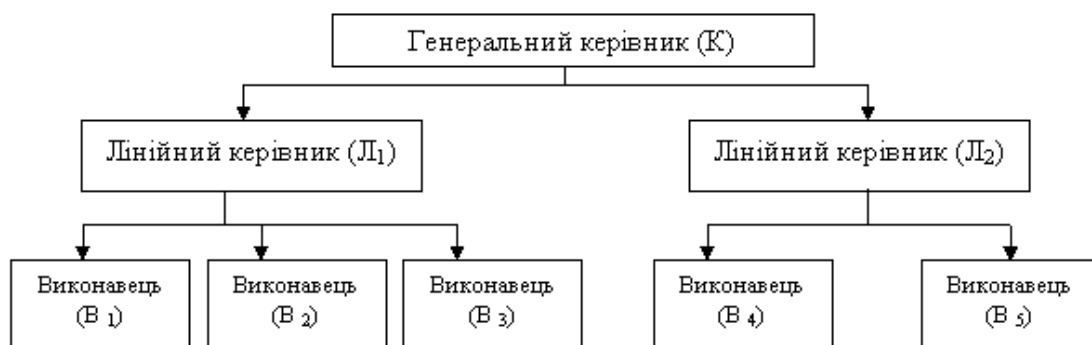 Генеральний керівник (К)
Лінійний керівник (Л₁)
Лінійний керівник (Л₂)
Виконавець
(В ₁)
Виконавець
(В ₂)
Виконавець
(В ₃)
Виконавець
(В ₄)
Виконавець
(В ₅)